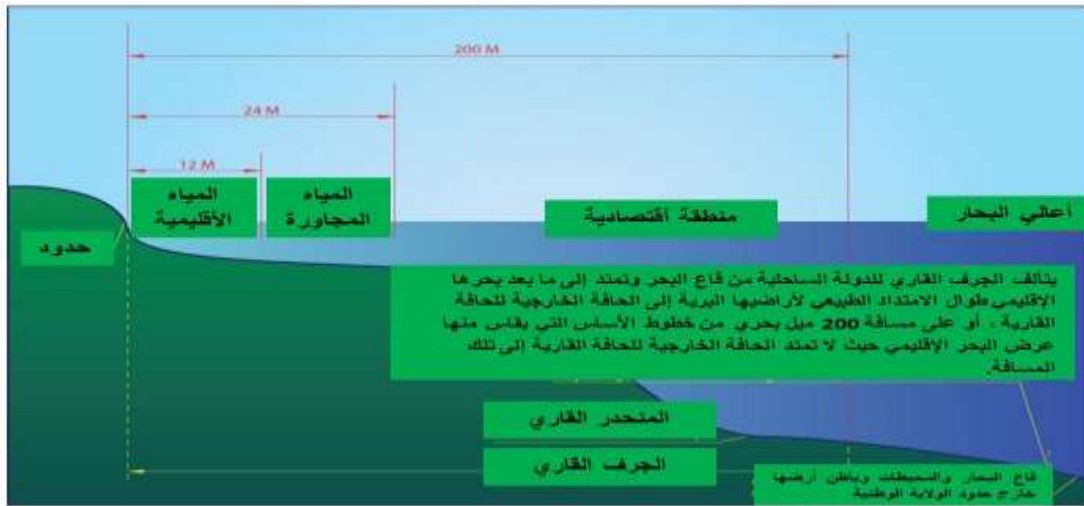 200 M
24 M
12 M
المياه
الأقليمية
المياه
المجاورة
منطقة أقتصادية
أعالي البحار
حدود
يتألف الجرف القاري للدولة الساحلية من قاع البحر وتمتد إلى ما بعد بحرها
الإقليمي طوال الامتداد الطبيعي لأراضيها البرية إلى الحافة الخارجية للحافة
القارية ، أو على مسافة 200 ميل بحري من خطوط الأساس التي يقاس منها
عرض البحر الإقليمي حيث لا تمتد الحافة الخارجية للحافة القارية إلى تلك
المسافة.
المنحدر القاري
الجرف القاري
قاع البحار والمحيطات وباطن أرضها
خارج حدود الولاية الوطنية